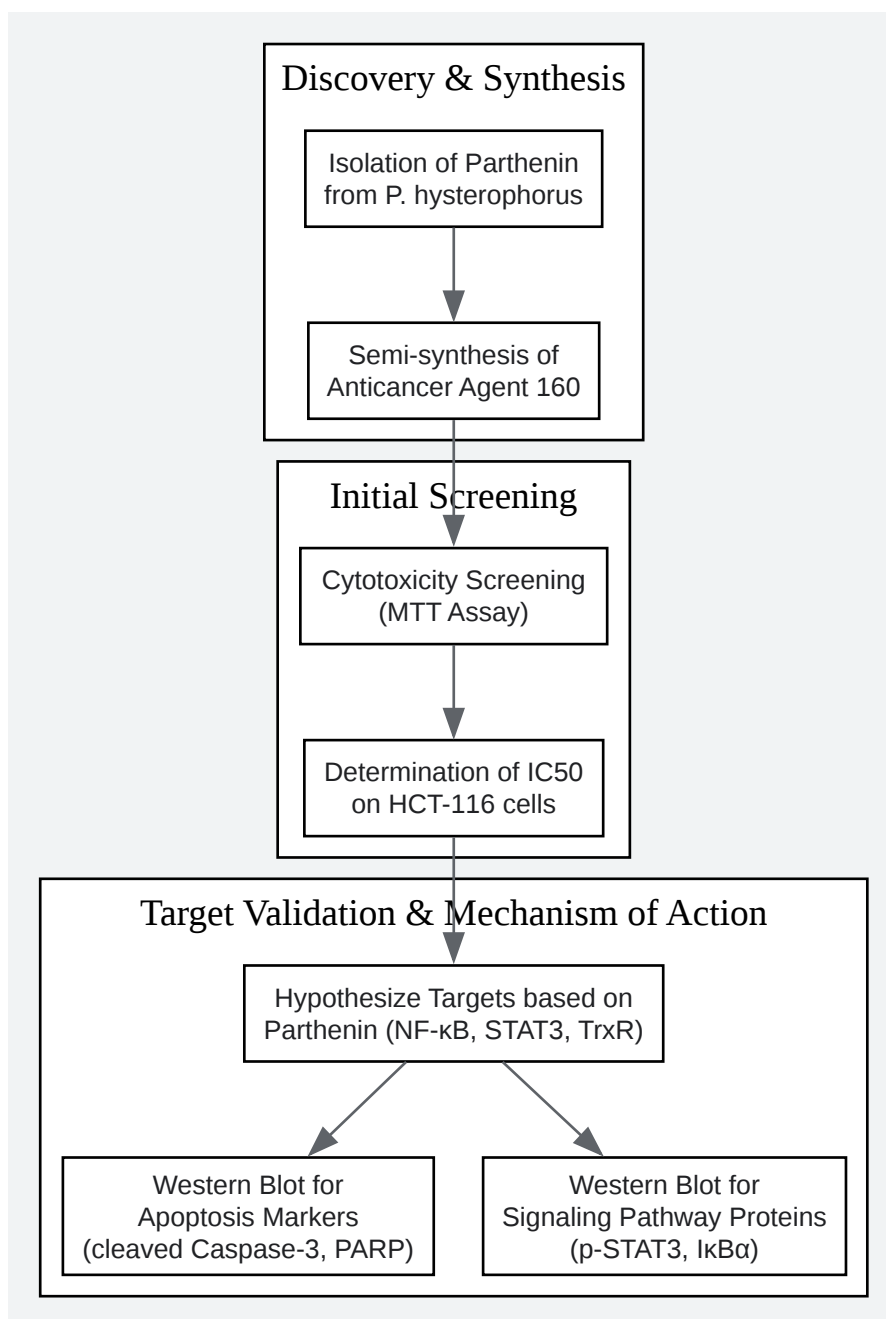 Discovery & Synthesis
Isolation of Parthenin
from P. hysterophorus
Semi-synthesis of
Anticancer Agent 160
Initial Screening
Cytotoxicity Screening
(MTT Assay)
Determination of IC50
on HCT-116 cells
Target Validation & Mechanism of Action
Hypothesize Targets based on
Parthenin (NF-κB, STAT3, TrxR)
Western Blot for
Apoptosis Markers
(cleaved Caspase-3, PARP)
Western Blot for
Signaling Pathway Proteins
(p-STAT3, IκBα)